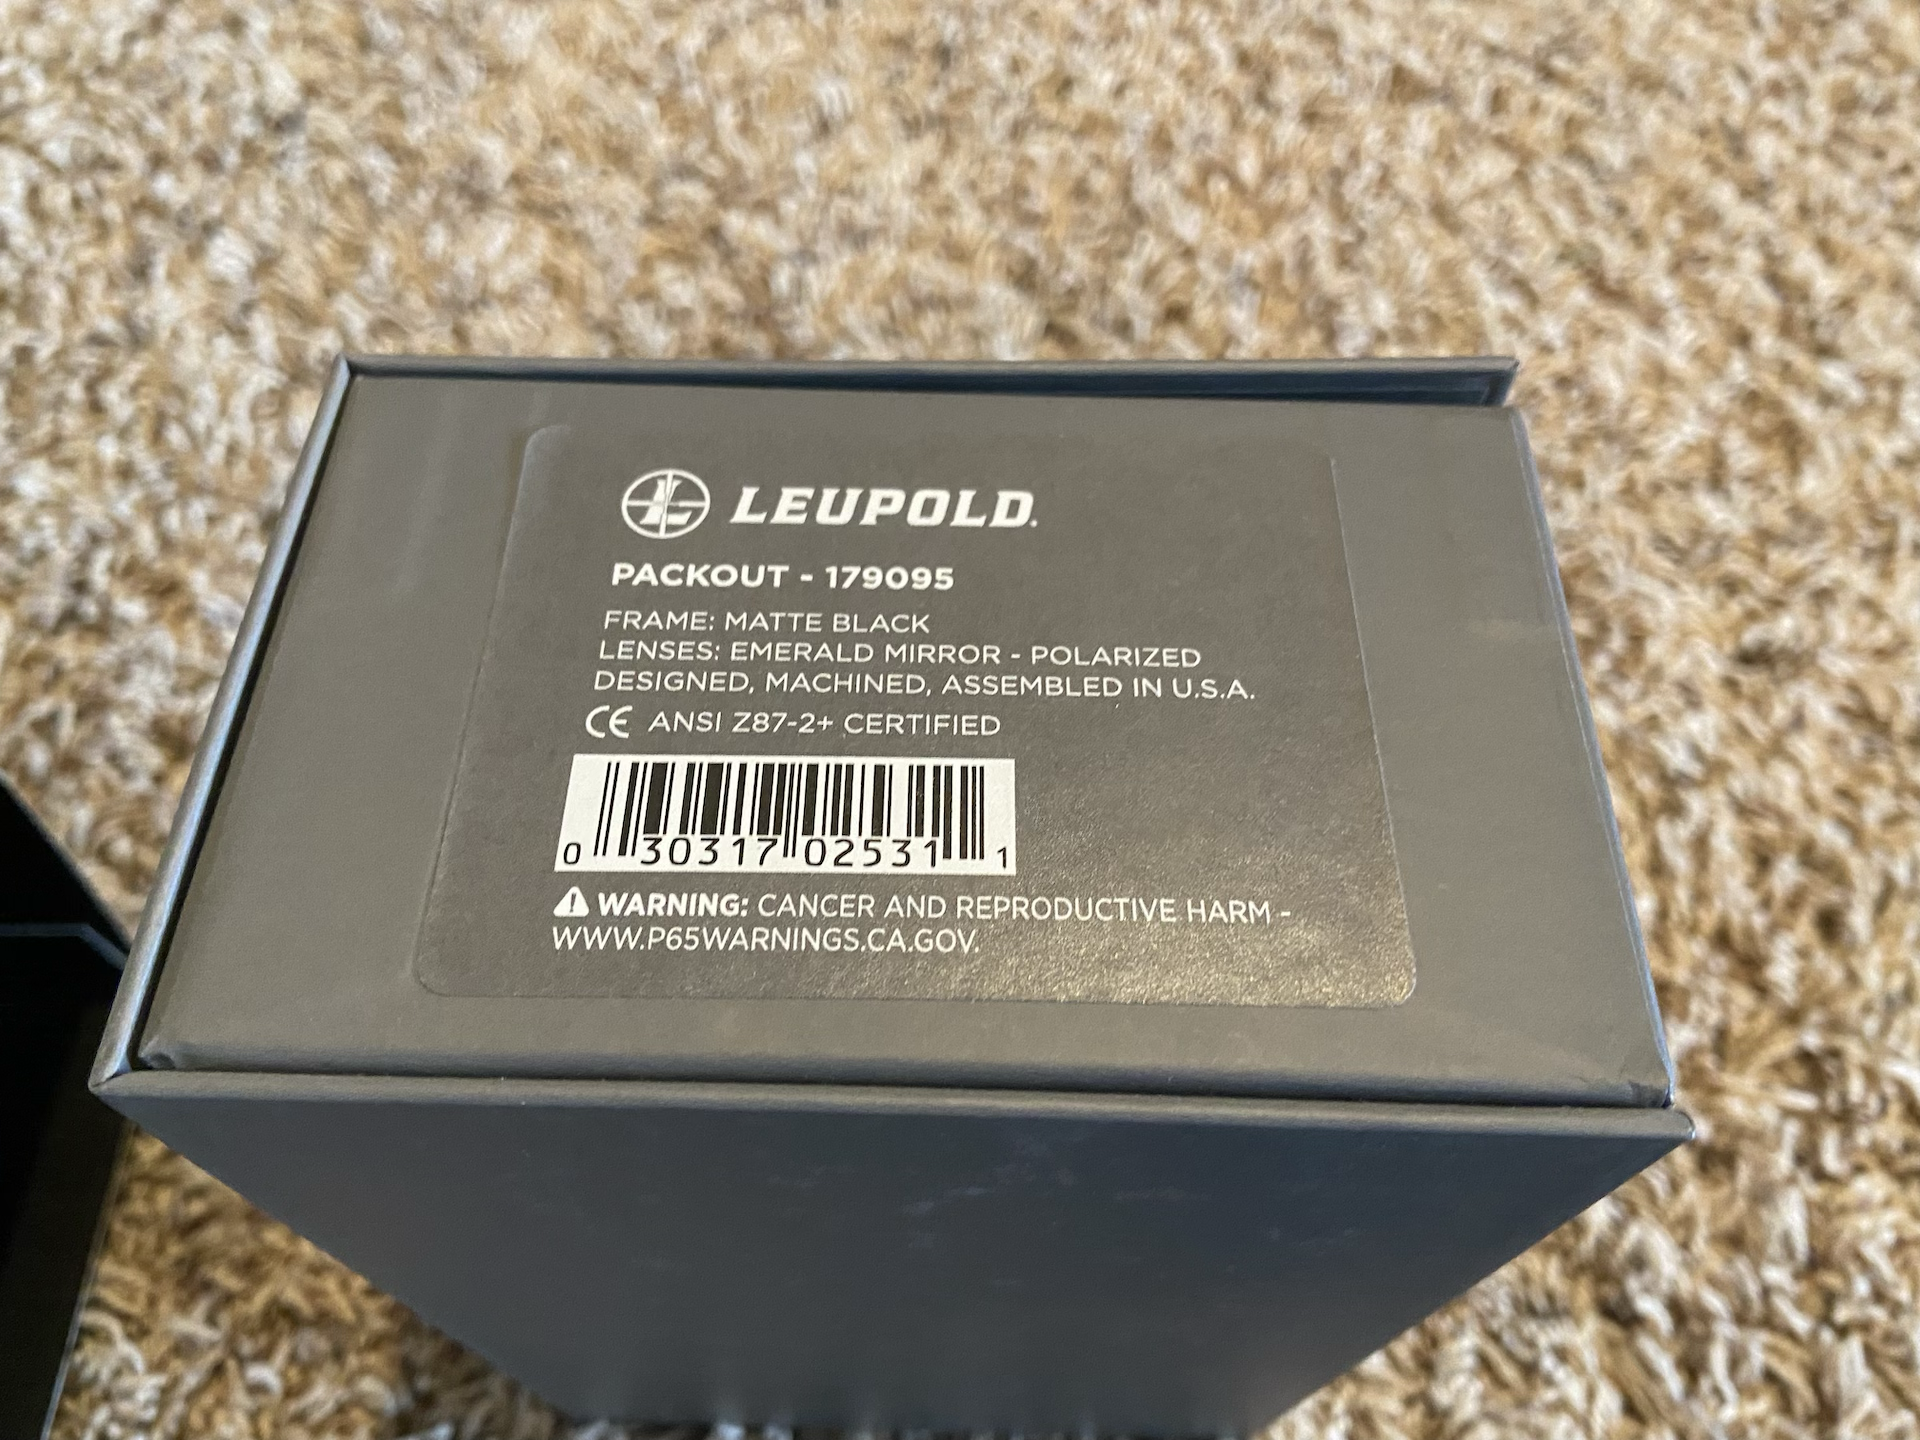 LEUPOLD.
PACKOUT - 179095
FRAME: MATTE BLACK
LENSES: EMERALD MIRROR - POLARIZED
DESIGNED, MACHINED, ASSEMBLED IN U.S.A.
CE ANSI Z87-2+ CERTIFIED
0 30317 02531 1
WARNING: CANCER AND REPRODUCTIVE HARM -
WWW.P65WARNINGS.CA.GOV.